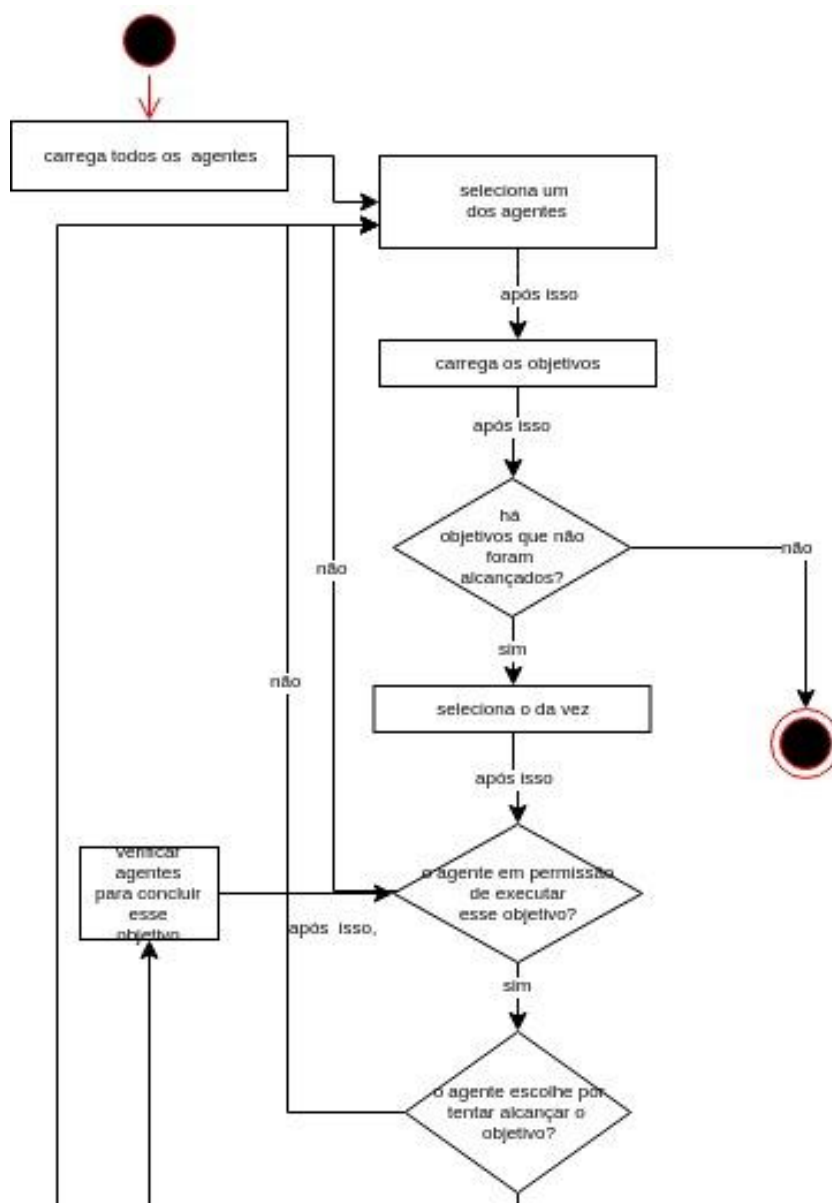 carrega todos os agentes
seleciona um
dos agentes
após isso
carrega os objetivos
após isso
há
objetivos que não
foram
alcançados?
não
não
sim
não
seleciona o da vez
após isso
verificar
agentes
para concluir
esse
objetivo
o agente em permissão
de executar
esse objetivo?
após isso,
sim
o agente escolhe por
tentar alcançar o
objetivo?